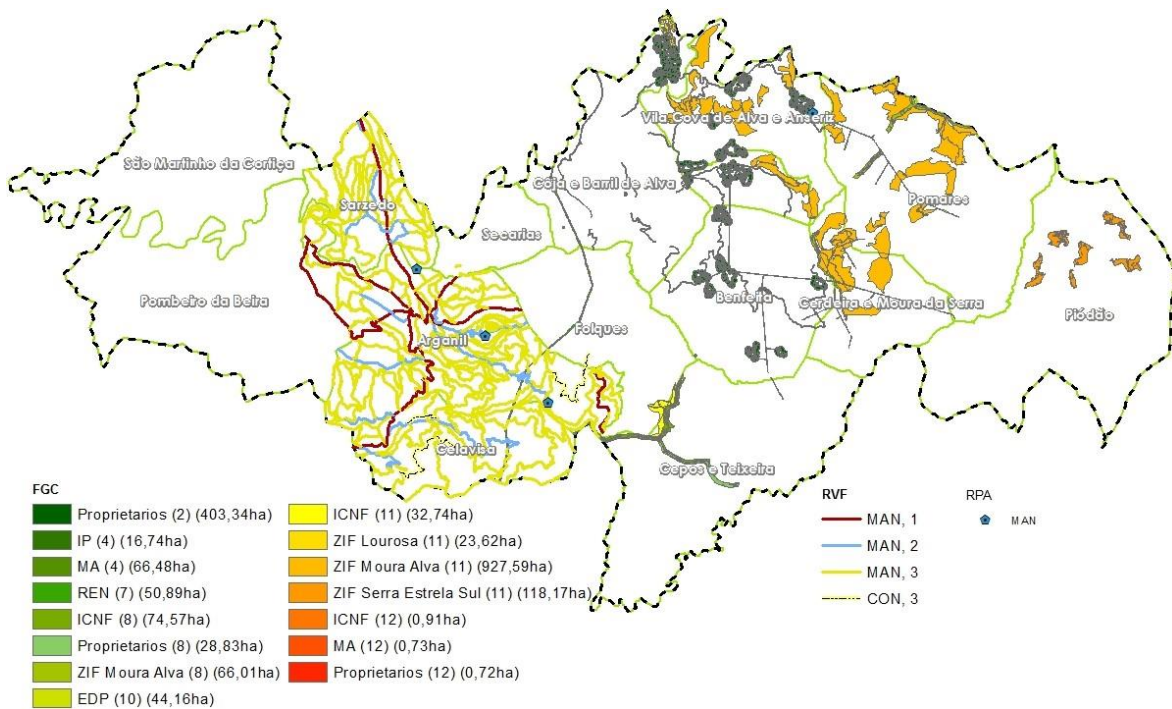 Vila Cova de Alva e Anseriz
São Martinho da Cortiça
Côja e Barril de Alva
Sarzedo
Pomares
Secarias
Pombeiro da Beira
Benfeita
Cerdeira e Moura da Serra
Piódão
Folques
Arganil
Celavisa
Cepos e Teixeira
FGC
Proprietarios (2) (403,34ha)
IP (4) (16,74ha)
MA (4) (66,48ha)
REN (7) (50,89ha)
ICNF (8) (74,57ha)
Proprietarios (8) (28,83ha)
ZIF Moura Alva (8) (66,01ha)
EDP (10) (44,16ha)
ICNF (11) (32,74ha)
ZIF Lourosa (11) (23,62ha)
ZIF Moura Alva (11) (927,59ha)
ZIF Serra Estrela Sul (11) (118,17ha)
ICNF (12) (0,91ha)
MA (12) (0,73ha)
Proprietarios (12) (0,72ha)
RVF
MAN, 1
MAN, 2
MAN, 3
CON, 3
RPA
MAN